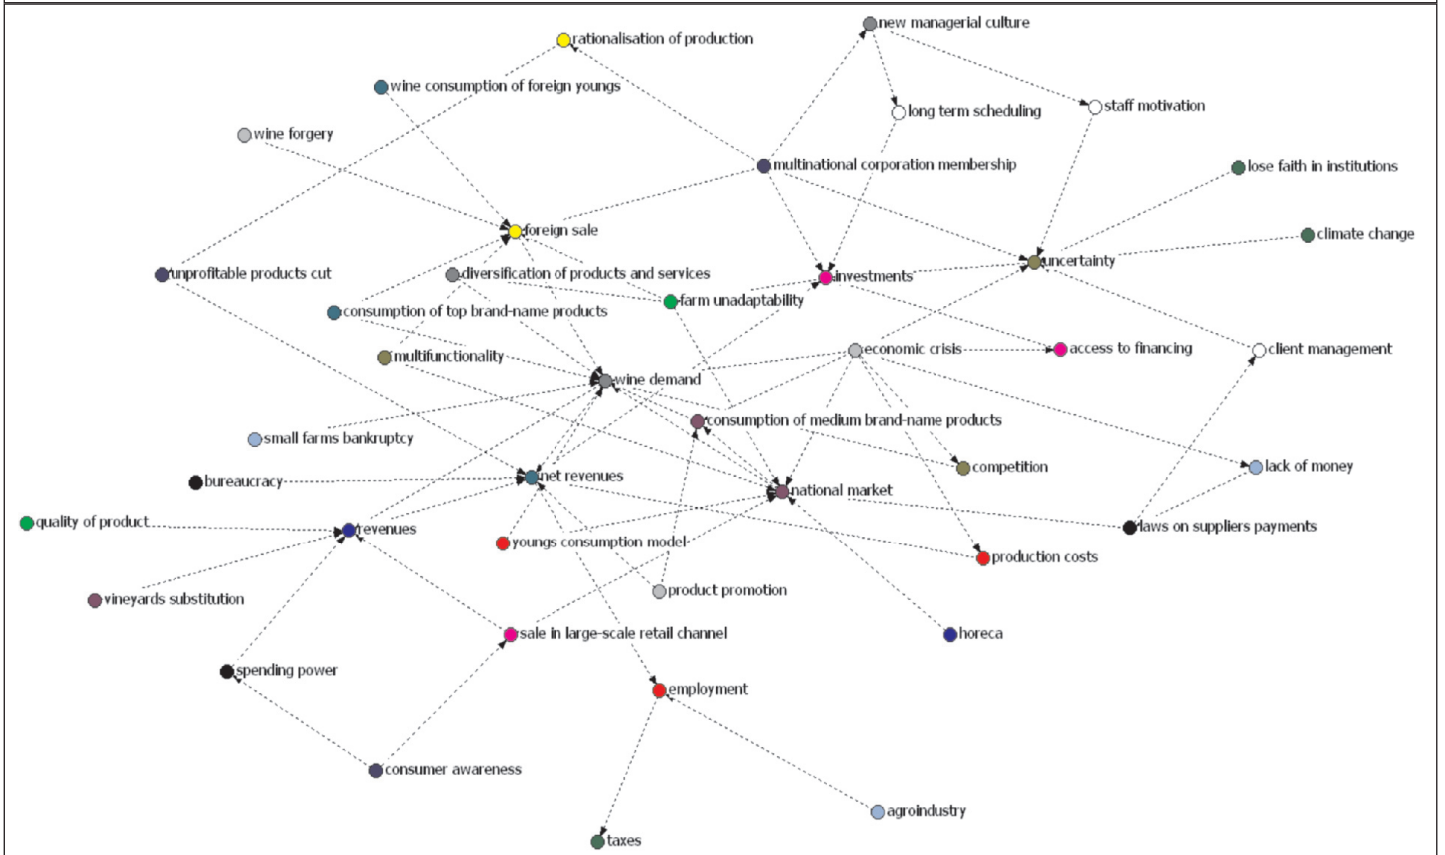 new managerial culture
rationalisation of production
wine consumption of foreign youngs
long term scheduling
staff motivation
wine forgery
multinational corporation membership
lose faith in institutions
foreign sale
climate change
uncertainty
unprofitable products cut
diversification of products and services
investments
farm unadaptability
consumption of top brand-name products
multifunctionality
economic crisis
access to financing
client management
wine demand
consumption of medium brand-name products
small farms bankruptcy
competition
lack of money
bureaucracy
net revenues
national market
quality of product
revenues
laws on suppliers payments
youngs consumption model
production costs
product promotion
vineyards substitution
sale in large-scale retail channel
horeca
spending power
employment
consumer awareness
agroindustry
taxes